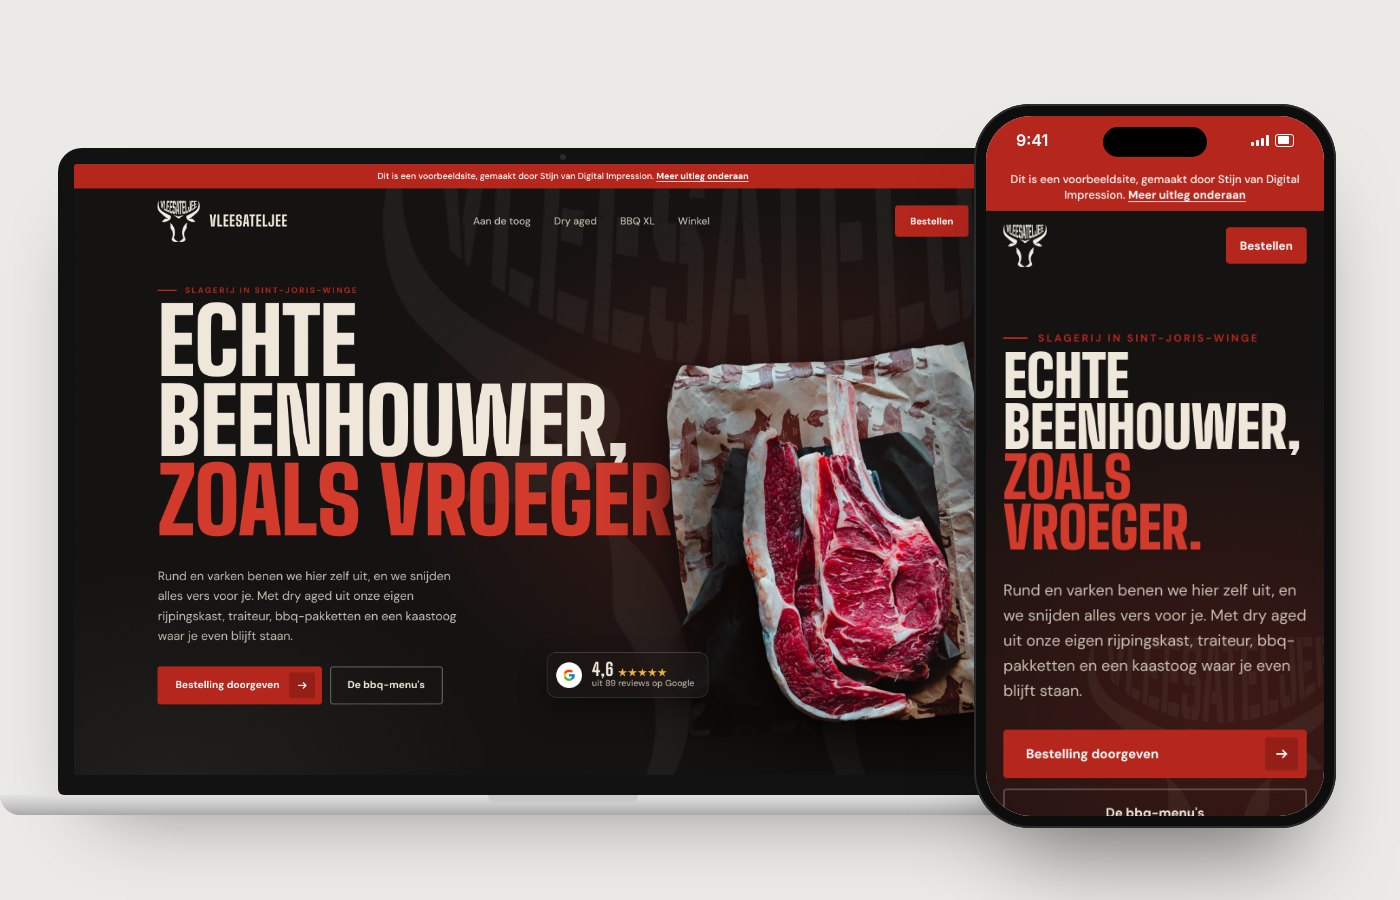 Dit is een voorbeeldsite, gemaakt door Stijn van Digital Impression. Meer uitleg onderaan
VLEESATELJEE
VLEESATELJEE
Aan de toog
Dry aged
BBQ XL
Winkel
Bestellen
VLEESATELJEE
SLAGERIJ IN SINT-JORIS-WINGE
ECHTE
BEENHOUWER,
ZOALS VROEGER
Rund en varken benen we hier zelf uit, en we snijden
alles vers voor je. Met dry aged uit onze eigen
rijpingskast, traiteur, bbq-pakketten en een kaastoog
waar je even blijft staan.
Bestelling doorgeven
De bbq-menu's
4,6
uit 89 reviews op Google
9:41
Dit is een voorbeeldsite, gemaakt door Stijn van Digital
Impression. Meer uitleg onderaan
VLEESATELJEE
Bestellen
SLAGERIJ IN SINT-JORIS-WINGE
ECHTE
BEENHOUWER,
ZOALS
VROEGER.
Rund en varken benen we hier zelf uit, en
we snijden alles vers voor je. Met dry aged
uit onze eigen rijpingskast, traiteur, bbq-
pakketten en een kaastoog waar je even
blijft staan.
Bestelling doorgeven
De bbq-menu's